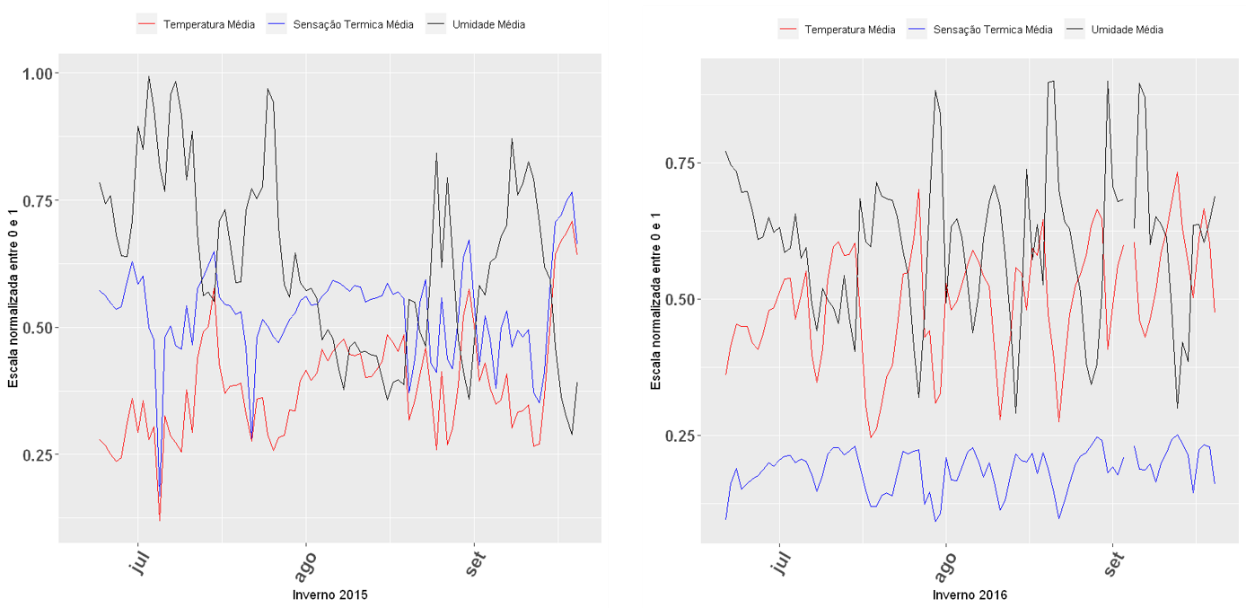 Temperatura Média Sensação Termica Média Umidade Média
1.00
0.75
0.50
0.25
Escala normalizada entre 0 e 1
jul ago set
Inverno 2015
Temperatura Média Sensação Termica Média Umidade Média
0.75
0.50
0.25
Escala normalizada entre 0 e 1
jul ago set
Inverno 2016